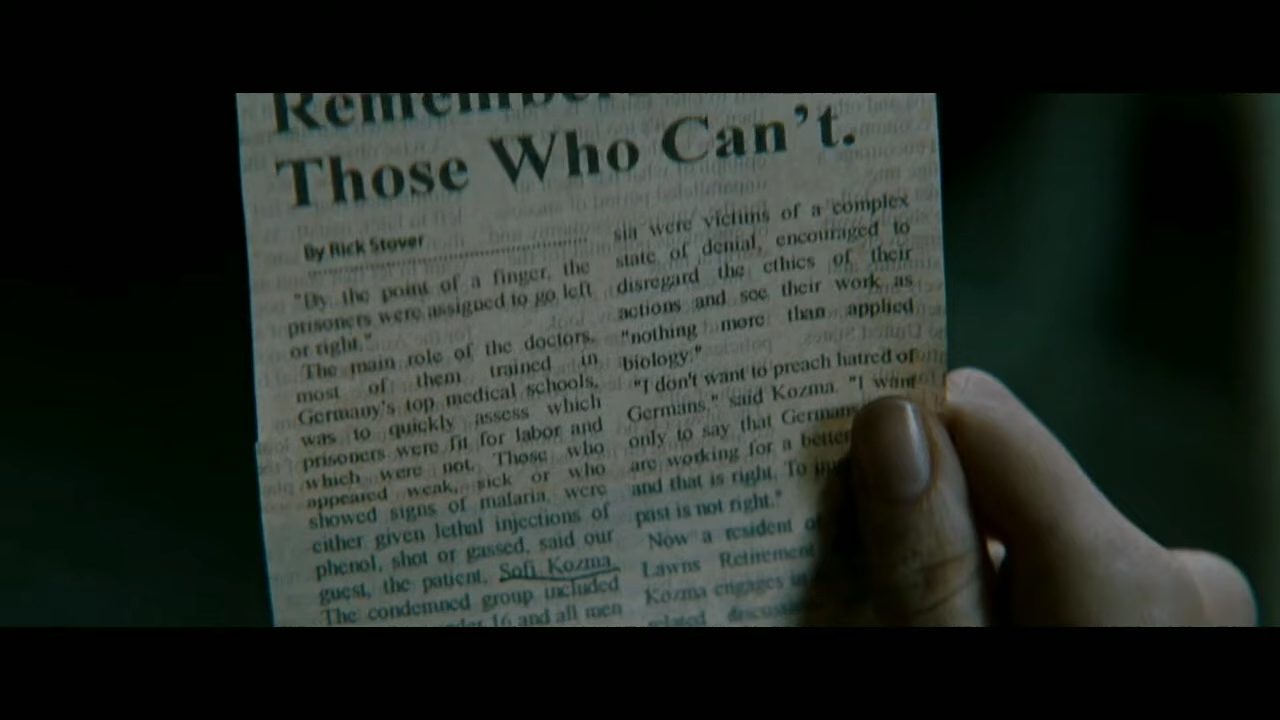 Remember
Those Who Can't.
By Rick Stover
"By the point of a finger, the
prisoners were assigned to go left
or right."
The main role of the doctors,
most of them trained in
Germany's top medical schools,
was to quickly assess which
prisoners were fit for labor and
which were not. Those who
appeared weak, sick or who
showed signs of malaria, were
either given lethal injections of
phenol, shot or gassed, said our
guest, the patient, Sofi Kozma.
The condemned group included
16 and all men
sia were victims of a complex
state of denial, encouraged to
disregard the ethics of their
actions and see their work as
"nothing more than applied
biology."
"I don't want to preach hatred of
Germans," said Kozma. "I want
only to say that German
are working for a better
and that is right. To
past is not right."
Now a resident
Lawns Retirement
Kozma engages in
related